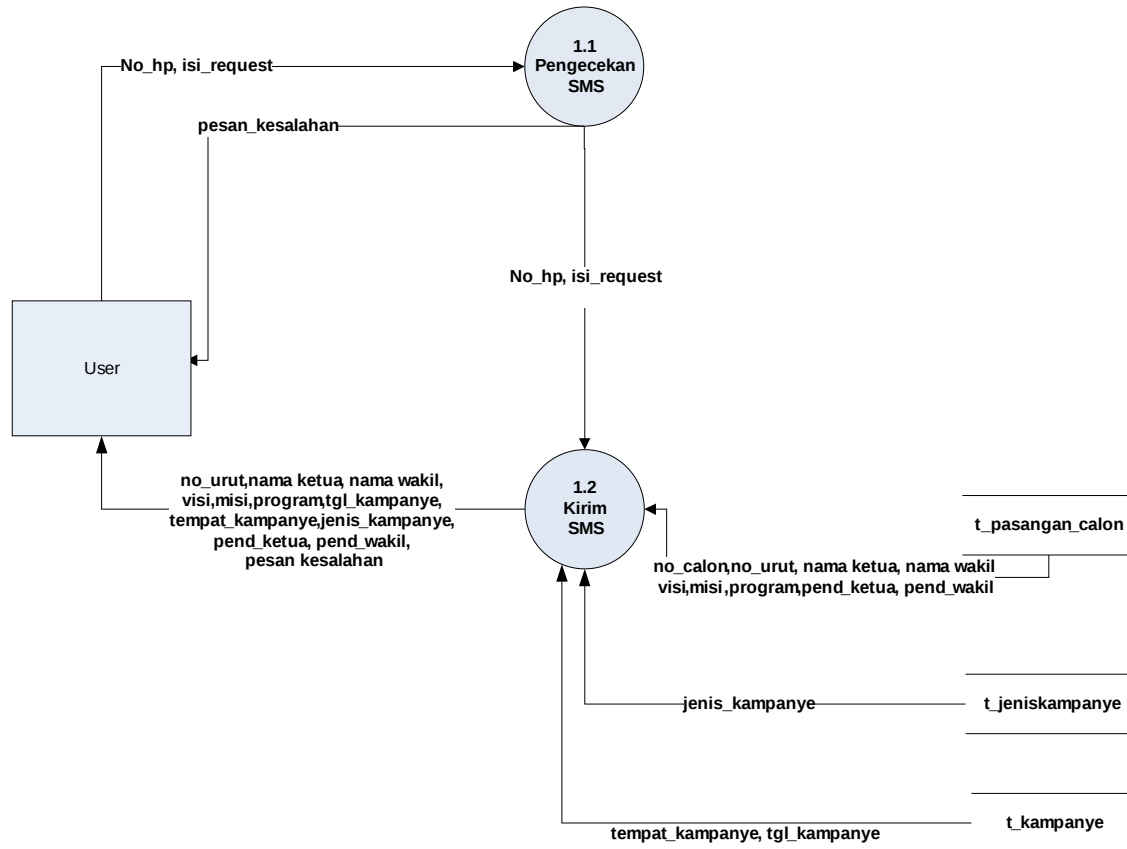 1.1
Pengecekan
SMS
No_hp, isi_request
pesan_kesalahan
No_hp, isi_request
User
no_urut,nama ketua, nama wakil,
visi,misi,program,tgl_kampanye,
tempat_kampanye,jenis_kampanye,
pend_ketua, pend_wakil,
pesan kesalahan
1.2
Kirim
SMS
t_pasangan_calon
no_calon,no_urut, nama ketua, nama wakil
visi,misi,program,pend_ketua, pend_wakil
jenis_kampanye
t_jeniskampanye
tempat_kampanye, tgl_kampanye
t_kampanye